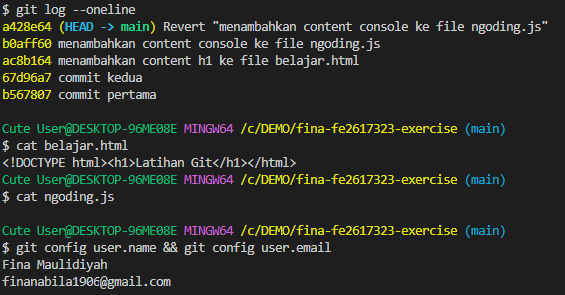 $ git log --oneline
a428e64 (HEAD -> main) Revert "menambahkan content console ke file ngoding.js"
b0aff60 menambahkan content console ke file ngoding.js
ac8b164 menambahkan content h1 ke file belajar.html
67d96a7 commit kedua
b567807 commit pertama
Cute User@DESKTOP-96ME08E MINGW64 /c/DEMO/fina-fe2617323-exercise (main)
$ cat belajar.html
<!DOCTYPE html><h1>Latihan Git</h1></html>
Cute User@DESKTOP-96ME08E MINGW64 /c/DEMO/fina-fe2617323-exercise (main)
$ cat ngoding.js
Cute User@DESKTOP-96ME08E MINGW64 /c/DEMO/fina-fe2617323-exercise (main)
$ git config user.name && git config user.email
Fina Maulidiyah
finanabila1906@gmail.com